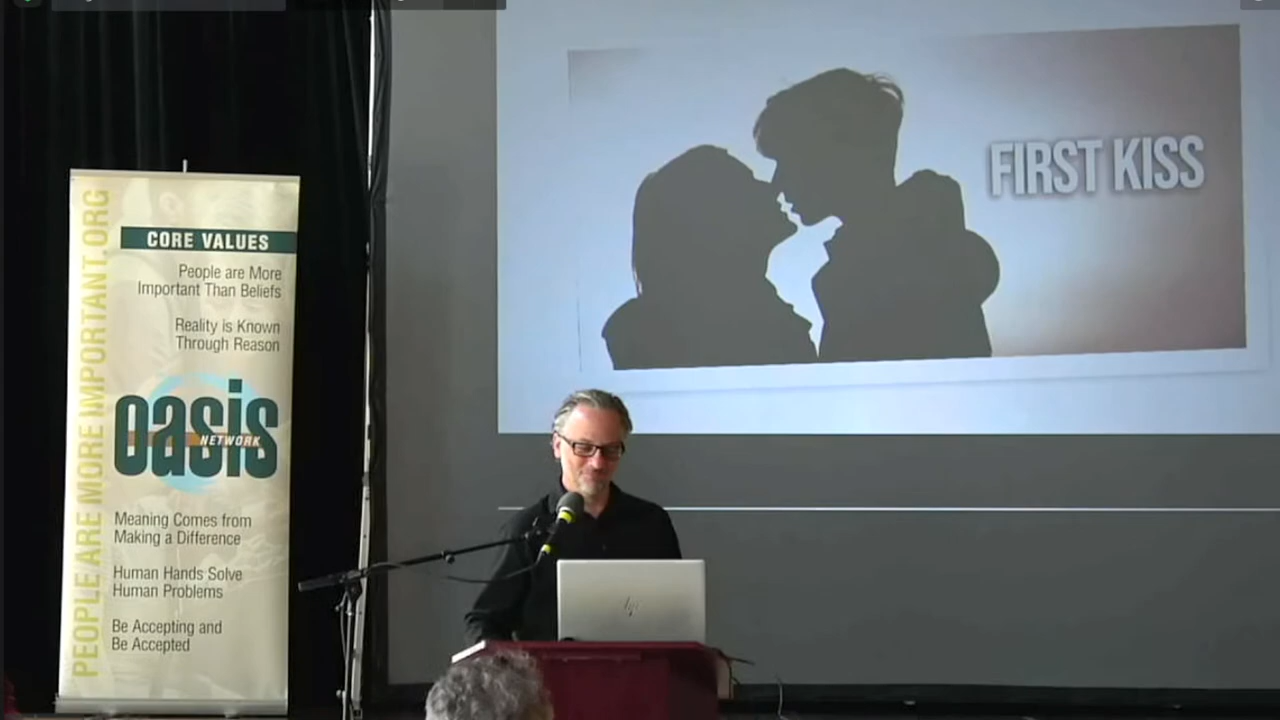 PEOPLE ARE MORE IMPORTANT.ORG
CORE VALUES
People are More
Important Than Beliefs
Reality is Known
Through Reason
oasis
NETWORK
Meaning Comes from
Making a Difference
Human Hands Solve
Human Problems
Be Accepting and
Be Accepted
FIRST KISS
hp